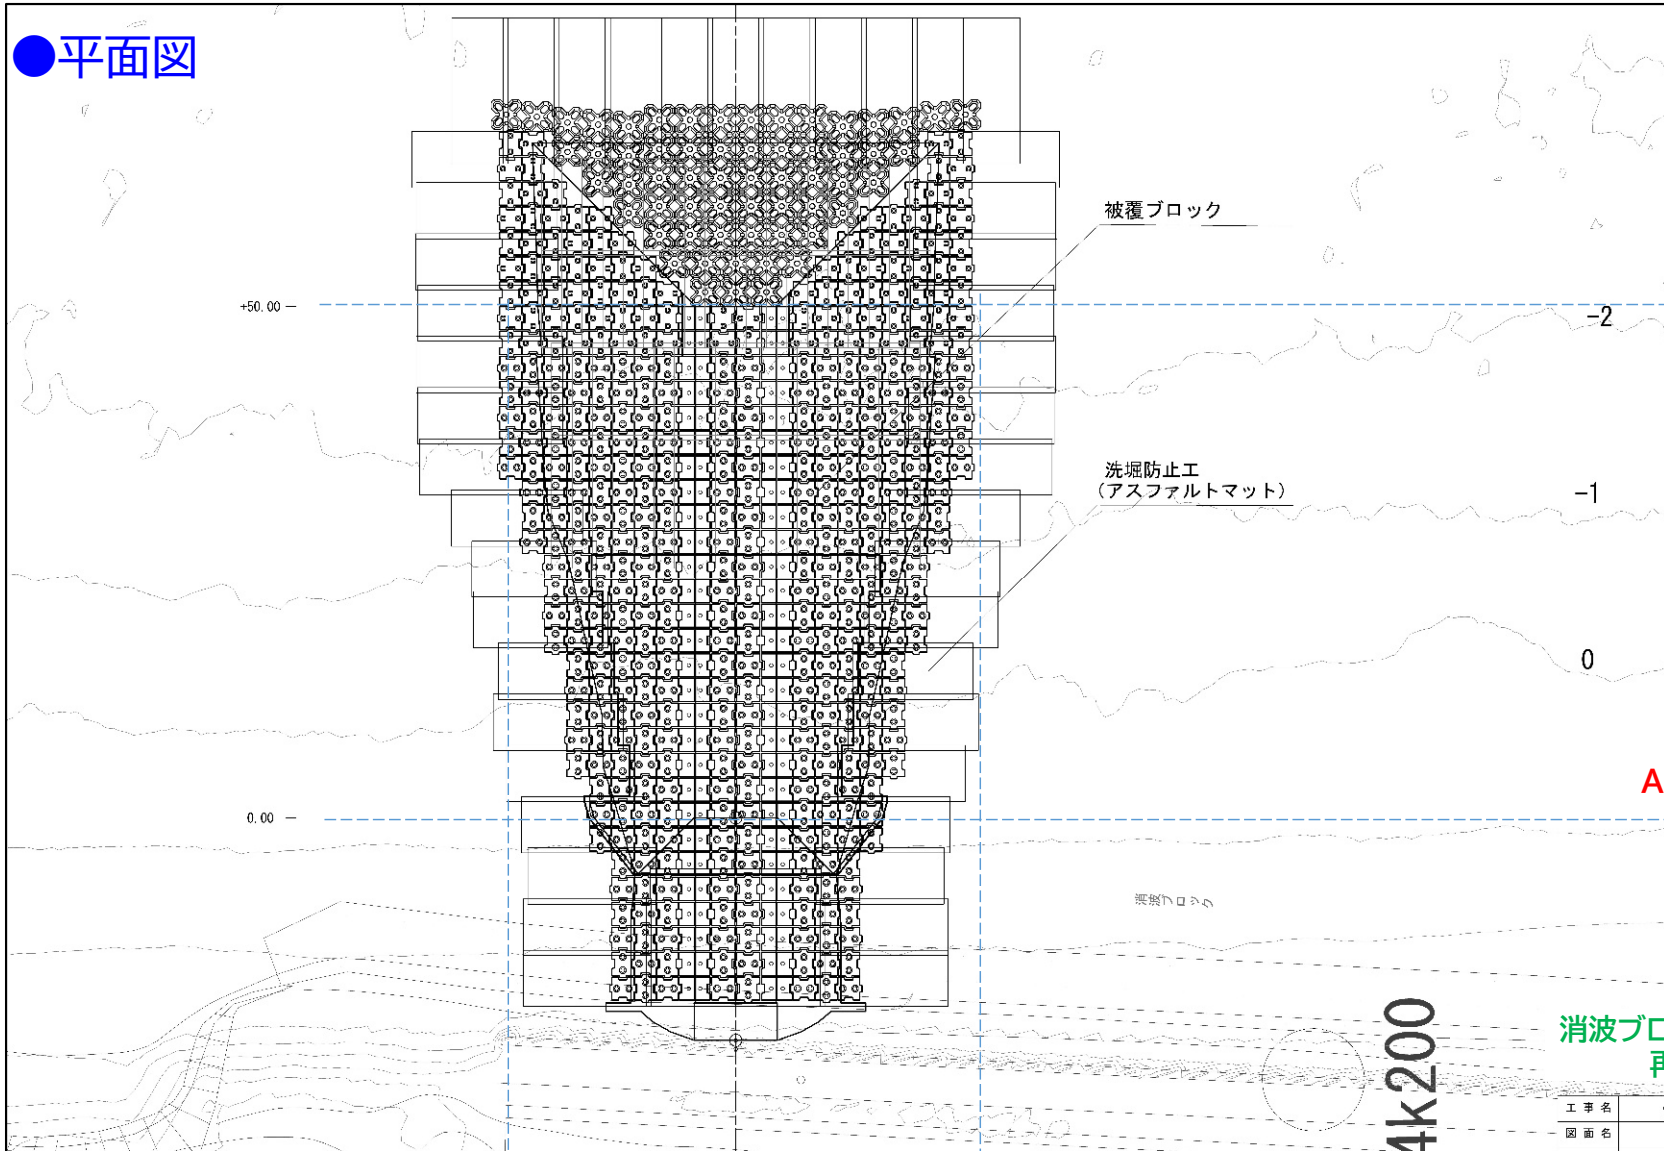 ●平面図
被覆ブロック
+50.00
-2
洗堀防止工
(アスファルトマット)
-1
0
A
0.00
消波ブロック
4k200
消波ブロ
再
工事名
図面名